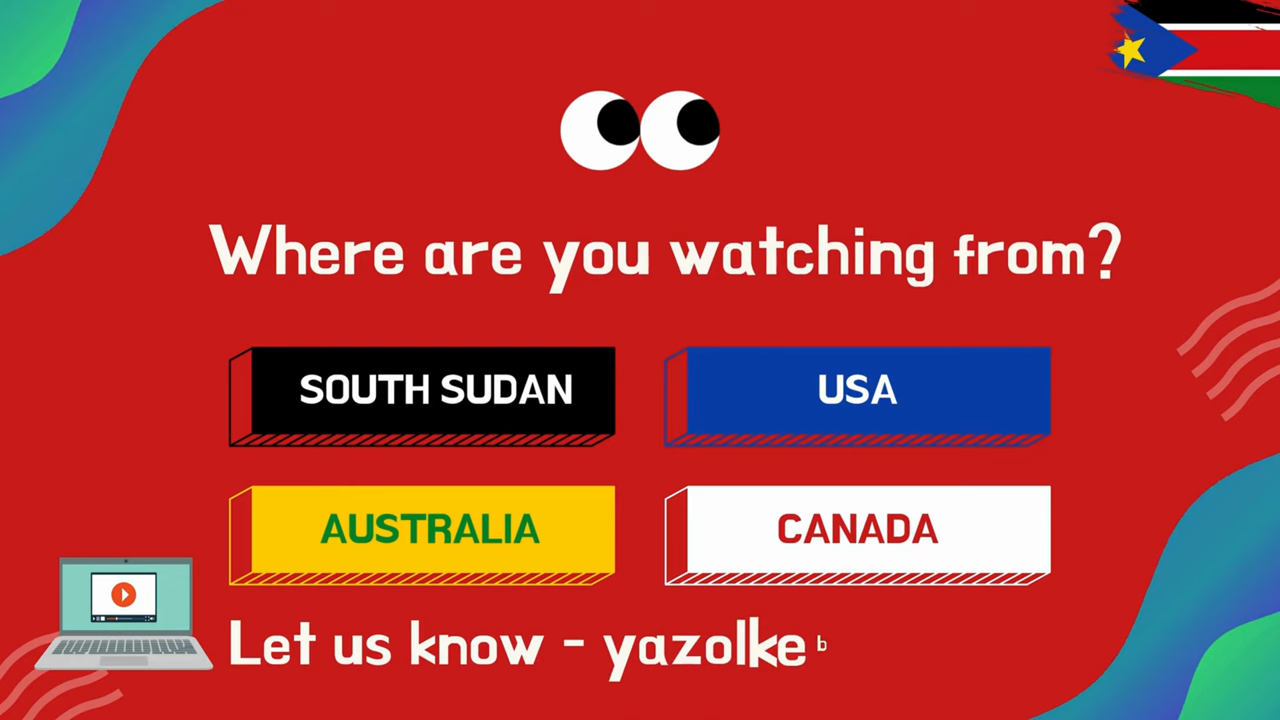 Where are you watching from?
SOUTH SUDAN
USA
AUSTRALIA
CANADA
Let us know - yazolke b